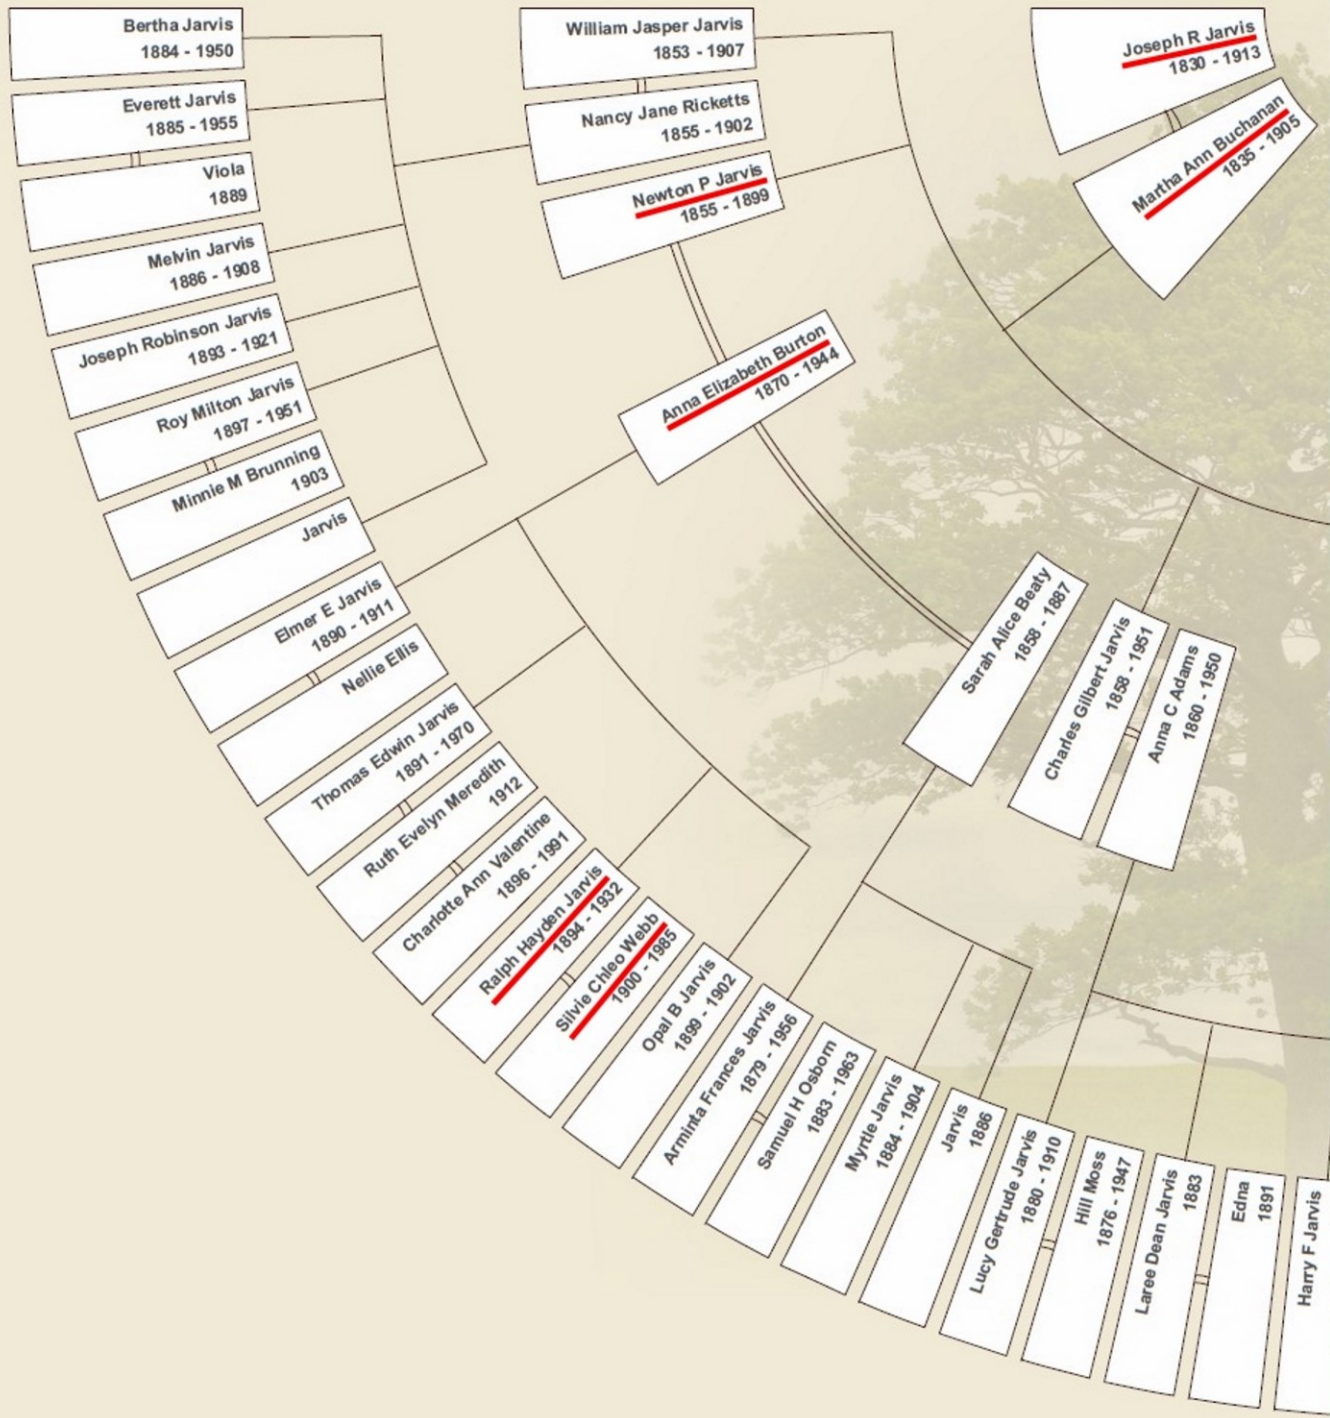 Bertha Jarvis
1884 - 1950
Everett Jarvis
1885 - 1955
Viola
1889
Melvin Jarvis
1886 - 1908
Joseph Robinson Jarvis
1893 - 1921
Roy Milton Jarvis
1897 - 1951
Minnie M Brunning
1903
Jarvis
Elmer E Jarvis
1890 - 1911
Nellie Ellis
Thomas Edwin Jarvis
1891 - 1970
Ruth Evelyn Meredith
1912
Charlotte Ann Valentine
1896 - 1991
Ralph Hayden Jarvis
1894 - 1932
Silvie Chleo Webb
1900 - 1985
Opal B Jarvis
1899 - 1902
Arminta Frances Jarvis
1879 - 1956
Samuel H Osborn
1883 - 1963
Myrtle Jarvis
1884 - 1904
Jarvis
1886
Lucy Gertrude Jarvis
1880 - 1910
Hill Moss
1876 - 1947
Laree Dean Jarvis
1883
Edna
1891
Harry F Jarvis
William Jasper Jarvis
1853 - 1907
Nancy Jane Ricketts
1855 - 1902
Newton P Jarvis
1855 - 1899
Anna Elizabeth Burton
1870 - 1944
Sarah Alice Beaty
1858 - 1887
Charles Gilbert Jarvis
1858 - 1951
Anna C Adams
1860 - 1950
Joseph R Jarvis
1830 - 1913
Martha Ann Buchanan
1835 - 1905